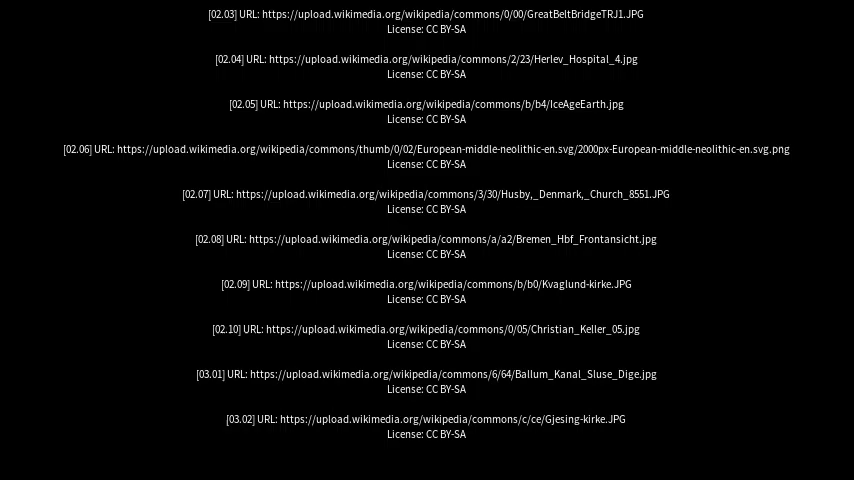 [02.03] URL: https://upload.wikimedia.org/wikipedia/commons/0/00/GreatBeltBridgeTRJ1.JPG
License: CC BY-SA
[02.04] URL: https://upload.wikimedia.org/wikipedia/commons/2/23/Herlev_Hospital_4.jpg
License: CC BY-SA
[02.05] URL: https://upload.wikimedia.org/wikipedia/commons/b/b4/IceAgeEarth.jpg
License: CC BY-SA
[02.06] URL: https://upload.wikimedia.org/wikipedia/commons/thumb/0/02/European-middle-neolithic-en.svg/2000px-European-middle-neolithic-en.svg.png
License: CC BY-SA
[02.07] URL: https://upload.wikimedia.org/wikipedia/commons/3/30/Husby,_Denmark,_Church_8551.JPG
License: CC BY-SA
[02.08] URL: https://upload.wikimedia.org/wikipedia/commons/a/a2/Bremen_Hbf_Frontansicht.jpg
License: CC BY-SA
[02.09] URL: https://upload.wikimedia.org/wikipedia/commons/b/b0/Kvaglund-kirke.JPG
License: CC BY-SA
[02.10] URL: https://upload.wikimedia.org/wikipedia/commons/0/05/Christian_Keller_05.jpg
License: CC BY-SA
[03.01] URL: https://upload.wikimedia.org/wikipedia/commons/6/64/Ballum_Kanal_Sluse_Dige.jpg
License: CC BY-SA
[03.02] URL: https://upload.wikimedia.org/wikipedia/commons/c/ce/Gjesing-kirke.JPG
License: CC BY-SA